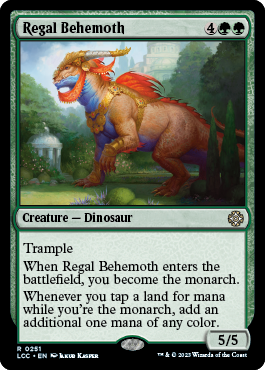 Regal Behemoth 4
Creature — Dinosaur
Trample
When Regal Behemoth enters the
battlefield, you become the monarch.
Whenever you tap a land for mana
while you're the monarch, add an
additional one mana of any color.
5/5
R 0251
LCC • EN Jakub Kasper
™ & © 2023 Wizards of the Coast